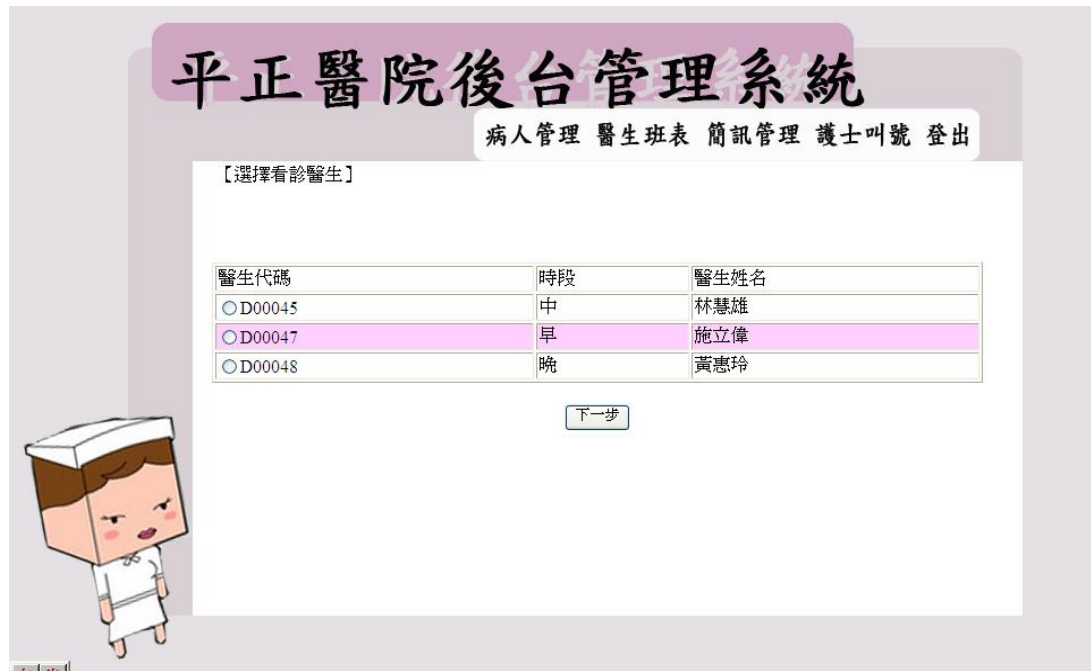 平正醫院後台管理系統
病人管理 醫生班表 簡訊管理 護士叫號 登出
【選擇看診醫生】
醫生代碼 時段 醫生姓名
D00045 中 林慧雄
D00047 早 施立偉
D00048 晚 黃惠玲
下一步